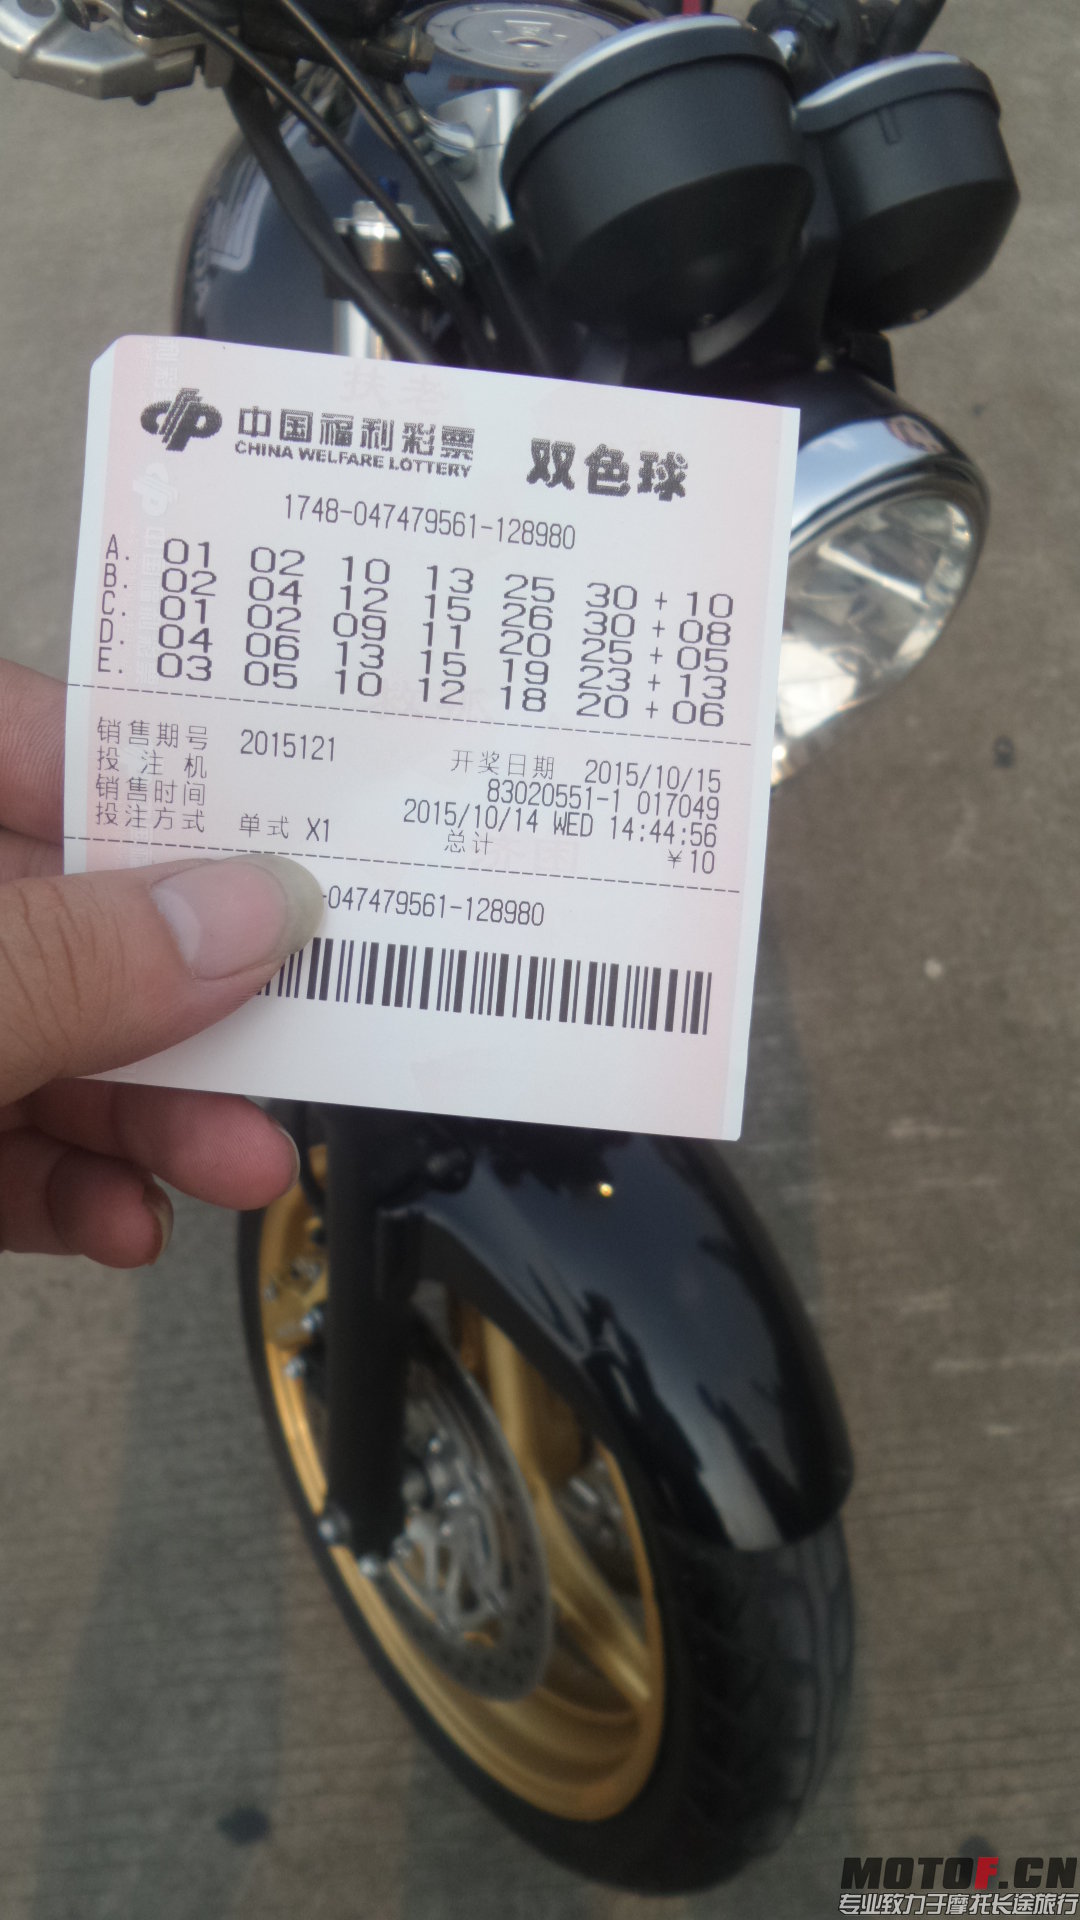 中国福利彩票 双色球
CHINA WELFARE LOTTERY
1748-047479561-128980
A. 01 02 10 13 25 30 + 10
B. 02 04 12 15 26 30 + 08
C. 01 02 09 11 20 25 + 05
D. 04 06 13 15 19 23 + 13
E. 03 05 10 12 18 20 + 06
销售期号 2015121 开奖日期 2015/10/15
投注机 83020551-1 017049
销售时间 2015/10/14 WED 14:44:56
投注方式 单式 X1 总计 ¥10
-047479561-128980
MOTOF.CN
专业致力于摩托长途旅行